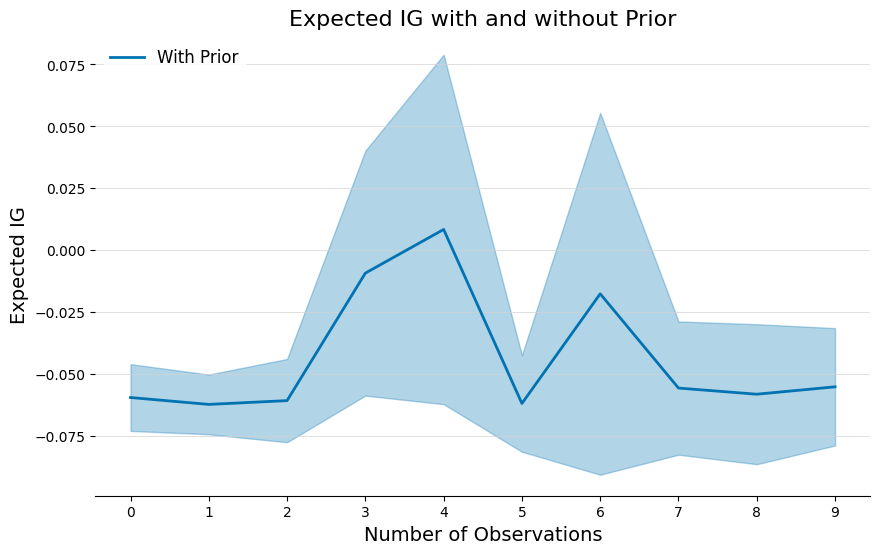 Expected IG with and without Prior
With Prior
0.075
0.050
0.025
0.000
−0.025
−0.050
−0.075
Expected IG
0 1 2 3 4 5 6 7 8 9
Number of Observations